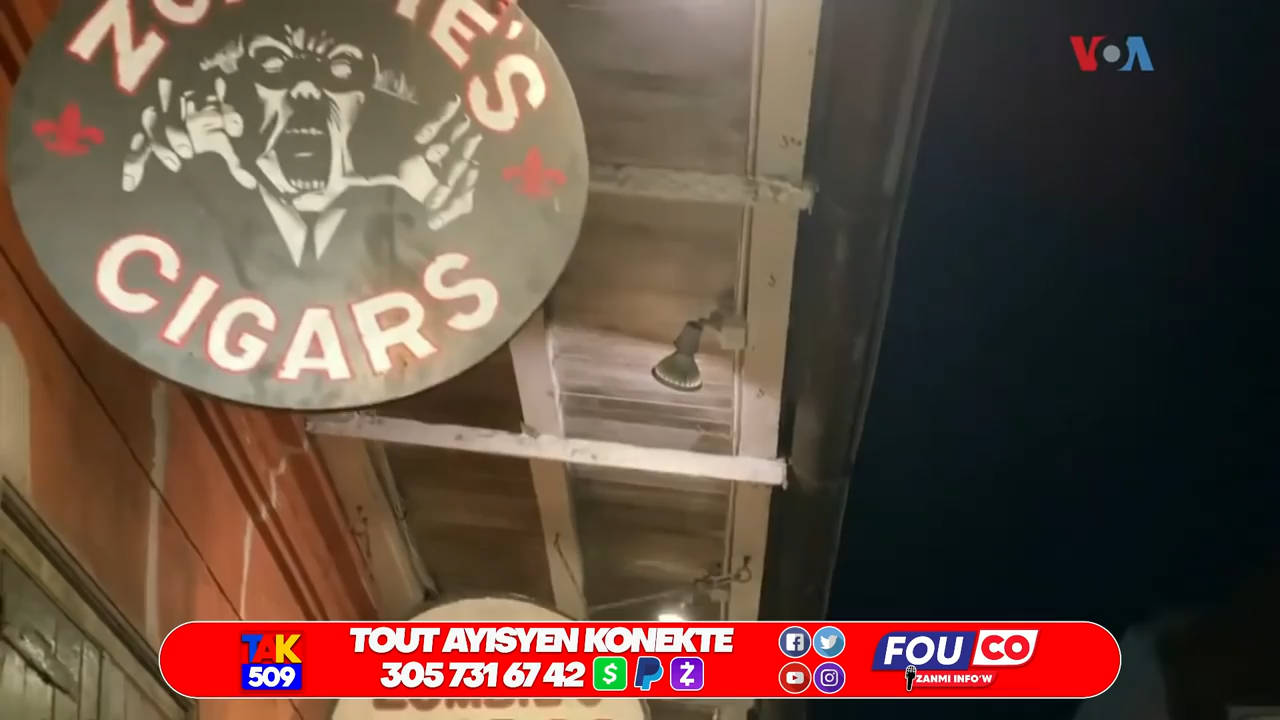 VOA
CIGARS
TAK
509
TOUT AYISYEN KONEKTE
305 731 67 42
FOU CO
ZANMI INFO'W